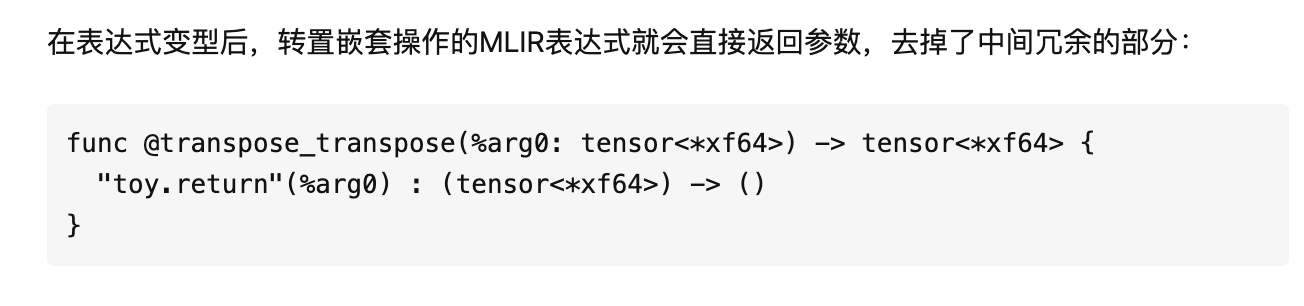 在表达式变型后，转置嵌套操作的MLIR表达式就会直接返回参数，去掉了中间冗余的部分：
func @transpose_transpose(%arg0: tensor<*xf64>) -> tensor<*xf64> {
  "toy.return"(%arg0) : (tensor<*xf64>) -> ()
}